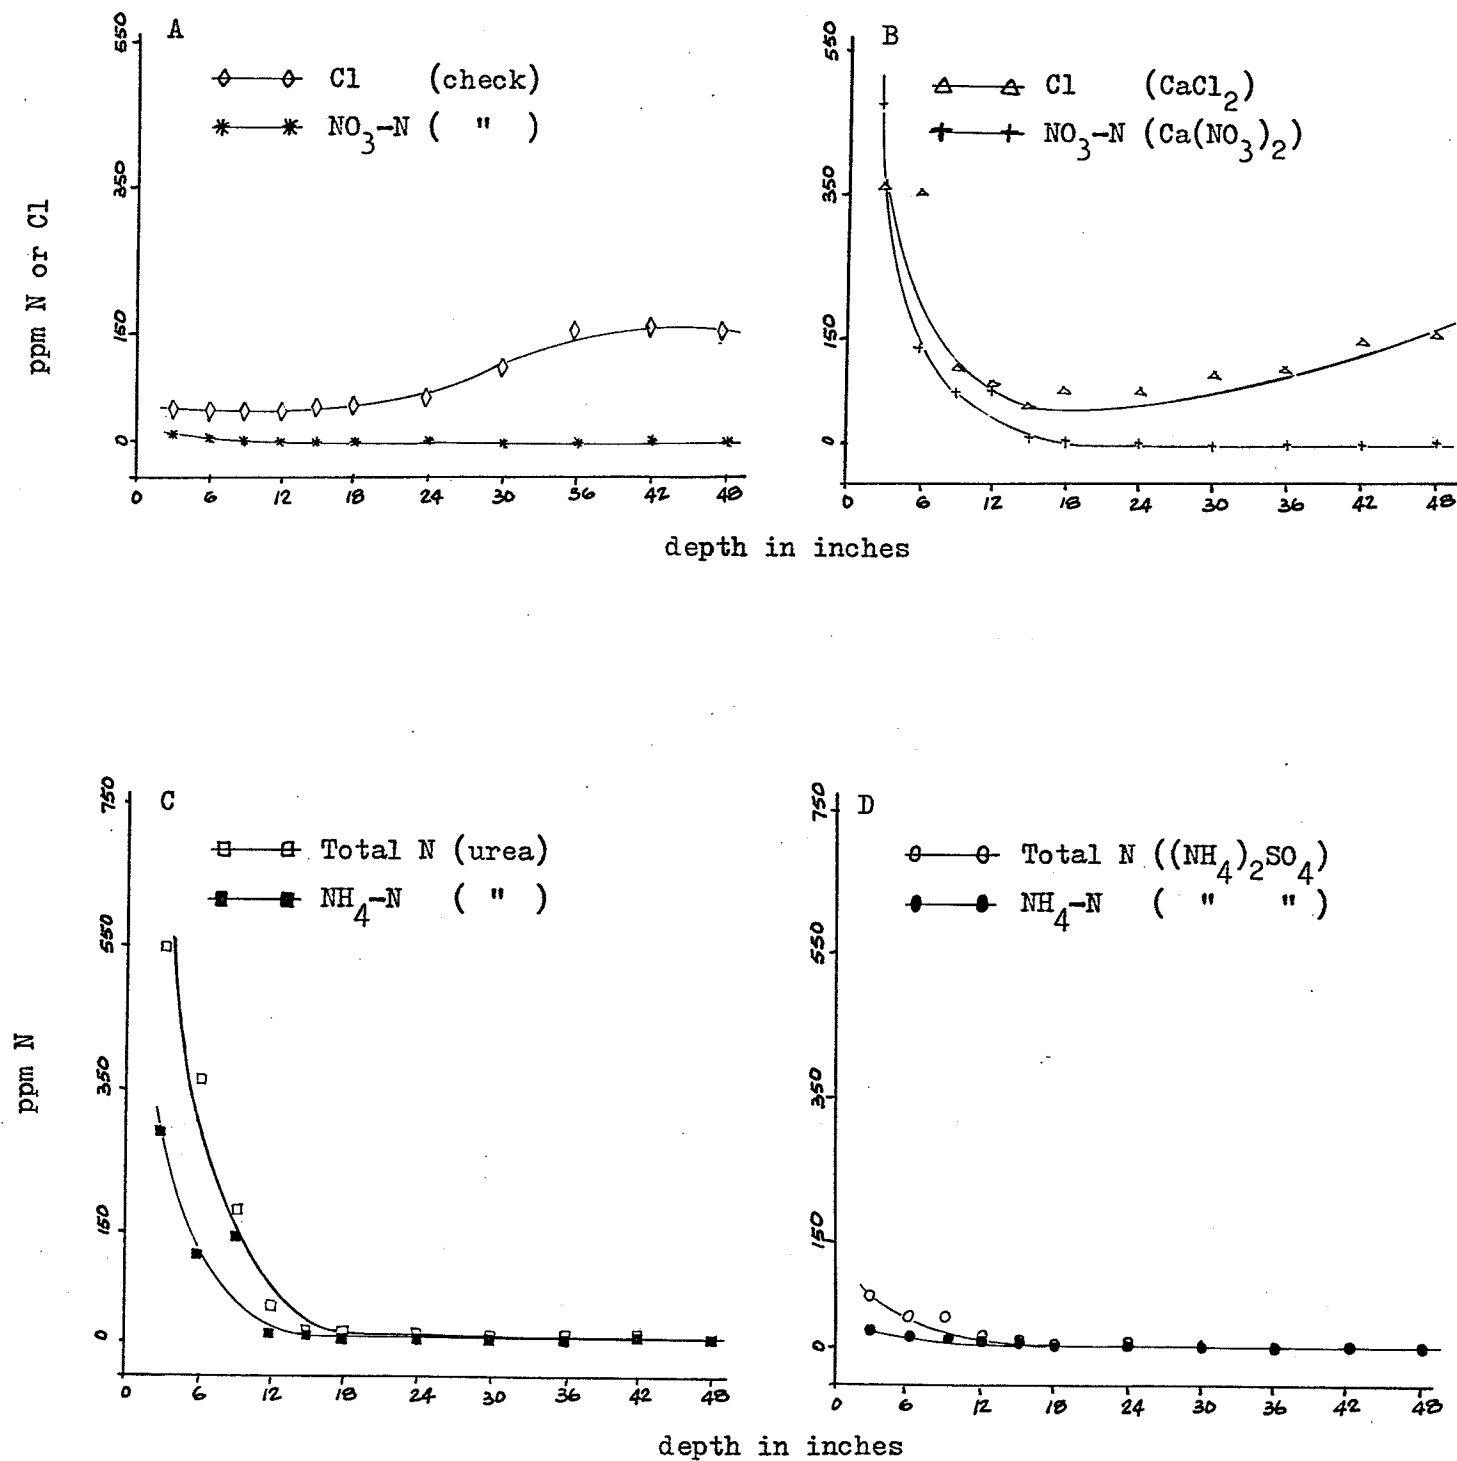 A
550
350
150
0
Cl (check)
NO3-N ( " )
0 6 12 18 24 30 36 42 48
ppm N or Cl
B
550
350
150
0
Cl (CaCl2)
NO3-N (Ca(NO3)2)
0 6 12 18 24 30 36 42 48
depth in inches
C
750
550
350
150
0
Total N (urea)
NH4-N ( " )
0 6 12 18 24 30 36 42 48
ppm N
D
750
550
350
150
0
Total N ((NH4)2SO4)
NH4-N ( " " )
0 6 12 18 24 30 36 42 48
depth in inches